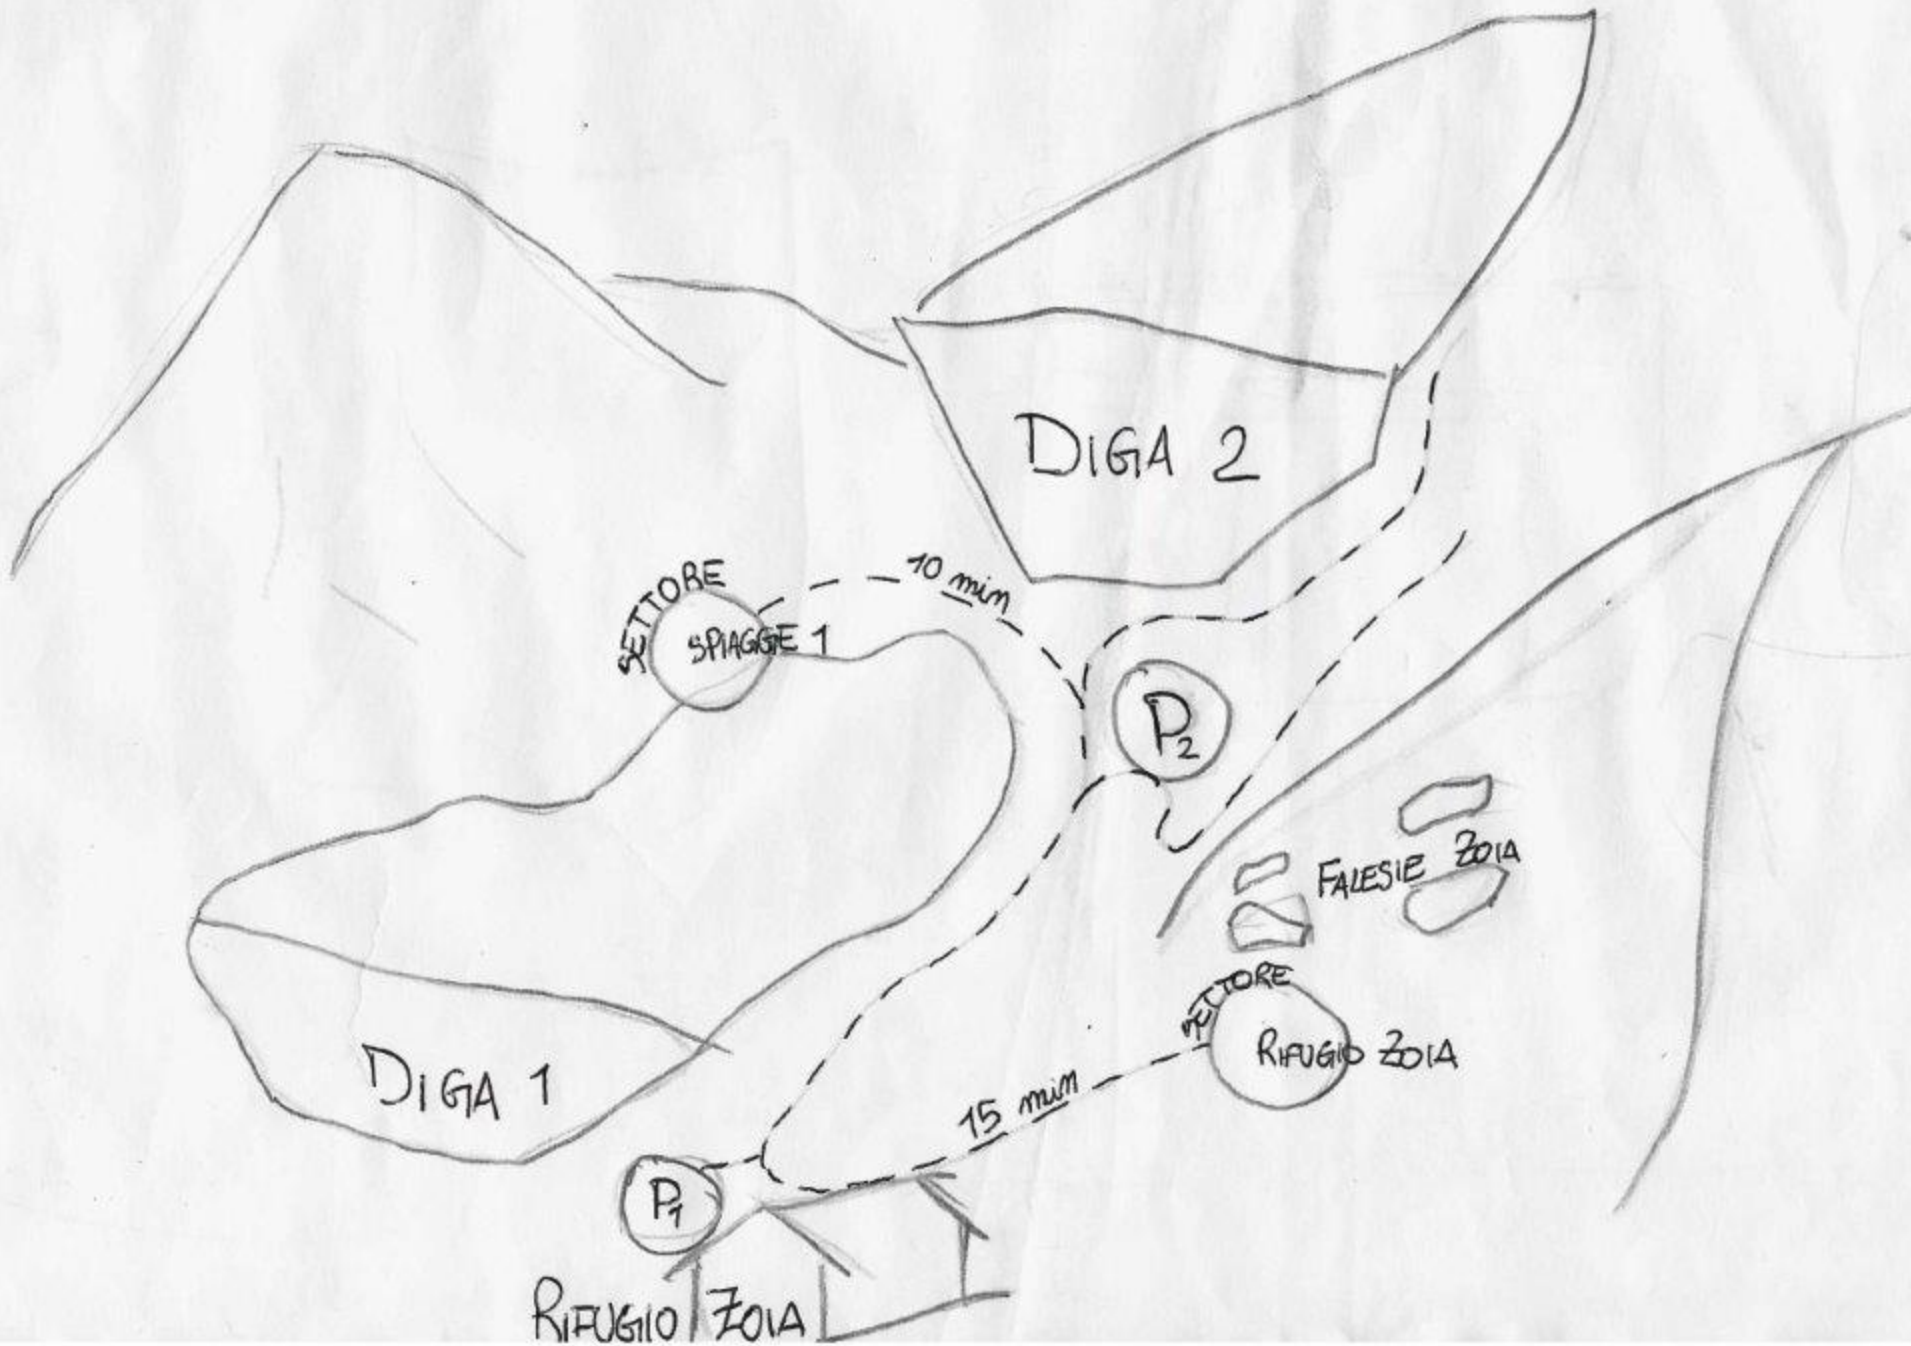 DIGA 2
10 min
SETTORE
SPIAGGE 1
P2
FALESIE ZOIA
SETTORE
RIFUGIO ZOIA
15 min
DIGA 1
P1
RIFUGIO ZOIA